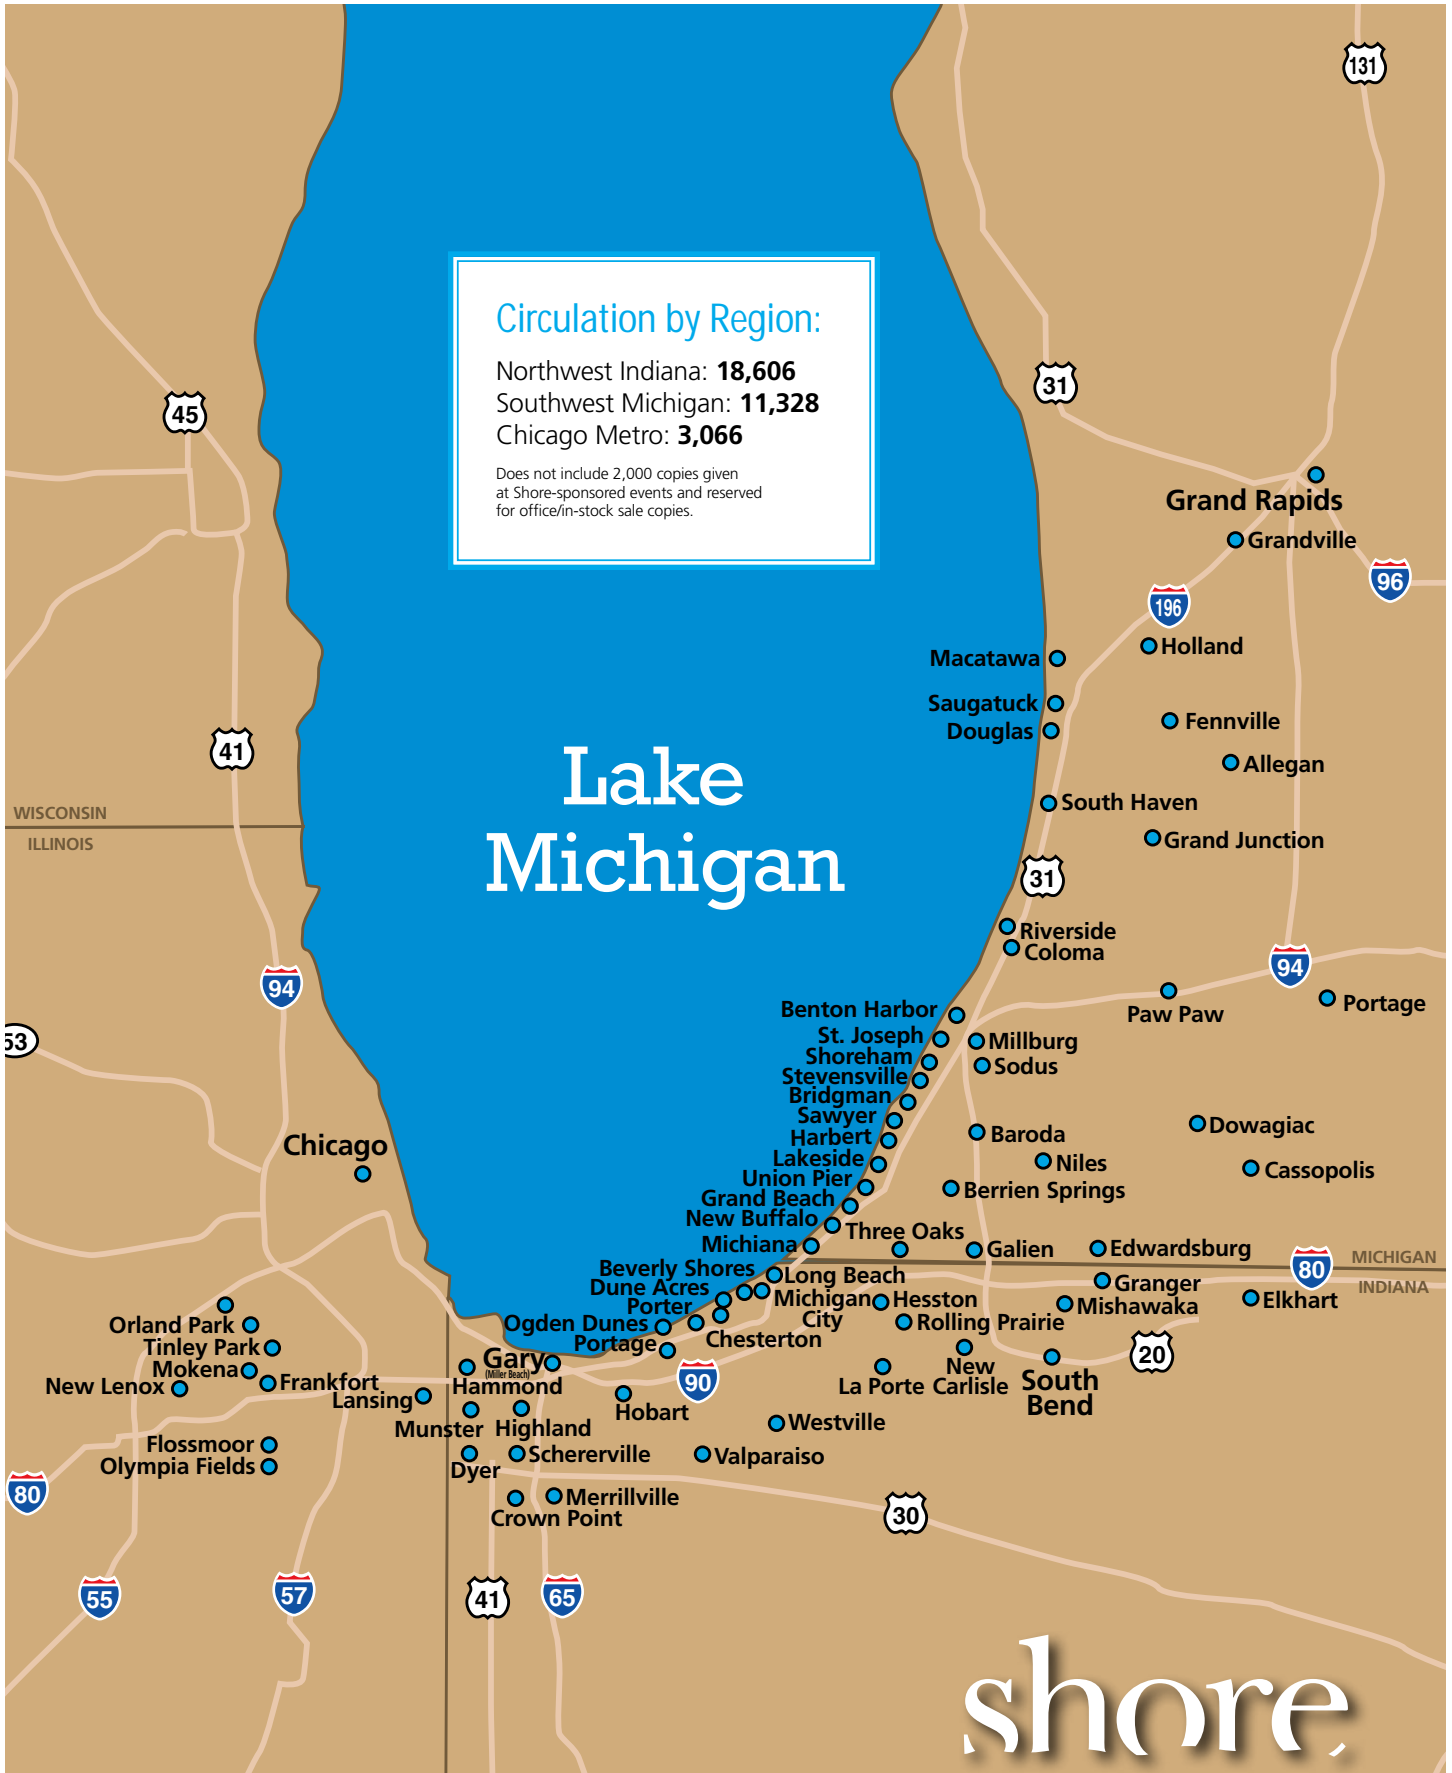 131
Circulation by Region:
Northwest Indiana: 18,606
Southwest Michigan: 11,328
Chicago Metro: 3,066
Does not include 2,000 copies given
at Shore-sponsored events and reserved
for office/in-stock sale copies.
31
45
Grand Rapids
Grandville
96
196
Holland
Macatawa
Saugatuck
Douglas
Fennville
41
Allegan
Lake
Michigan
South Haven
WISCONSIN
ILLINOIS
Grand Junction
31
Riverside
Coloma
94
94
Portage
Paw Paw
Benton Harbor
St. Joseph
53
Millburg
Shoreham
Sodus
Stevensville
Bridgman
Sawyer
Dowagiac
Harbert
Baroda
Chicago
Lakeside
Niles
Cassopolis
Union Pier
Berrien Springs
Grand Beach
New Buffalo
Three Oaks
Michiana
Galien
Edwardsburg
MICHIGAN
80
INDIANA
Beverly Shores
Long Beach
Dune Acres
Granger
Michigan
City
Hesston
Elkhart
Porter
Mishawaka
Ogden Dunes
Rolling Prairie
Orland Park
Chesterton
Portage
Tinley Park
20
Gary
(Miller Beach)
Mokena
New
Carlisle
Frankfort
New Lenox
90
South
Bend
La Porte
Hammond
Lansing
Hobart
Munster
Highland
Westville
Flossmoor
Schererville
Valparaiso
Olympia Fields
Dyer
80
Merrillville
Crown Point
30
55
57
41
65
shore